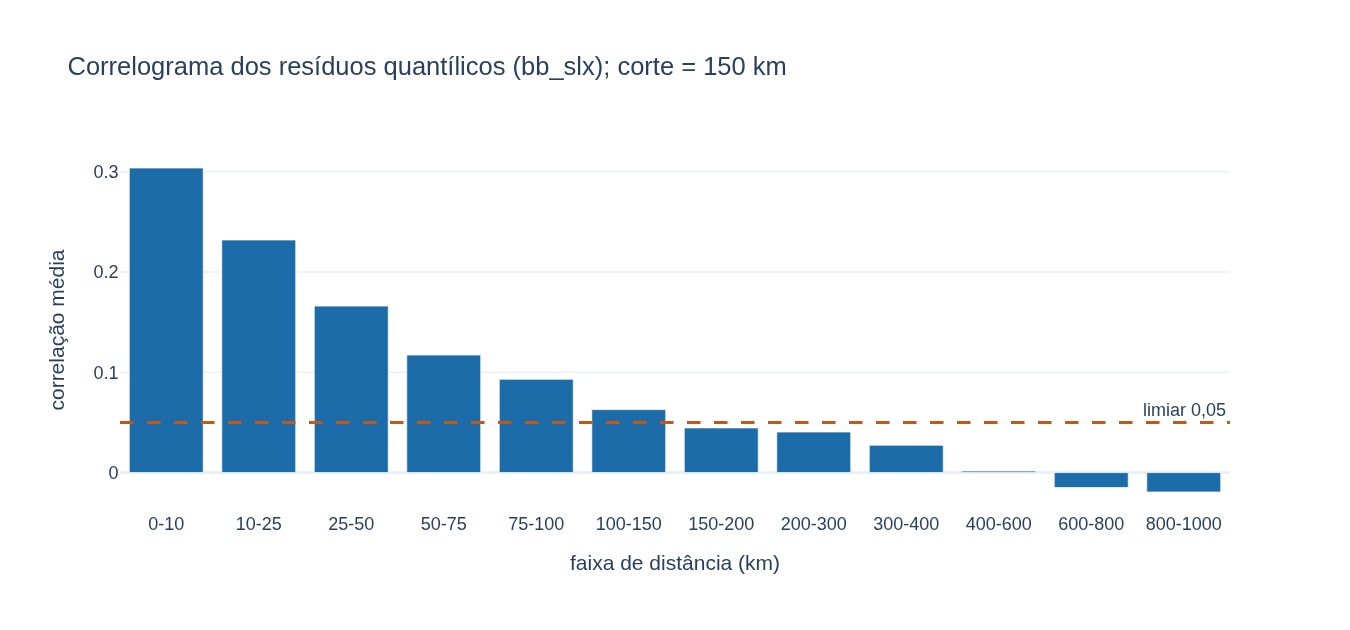 Correlograma dos resíduos quantílicos (bb_slx); corte = 150 km
correlação média
0.3
0.2
0.1
0
limiar 0,05
0-10 10-25 25-50 50-75 75-100 100-150 150-200 200-300 300-400 400-600 600-800 800-1000
faixa de distância (km)